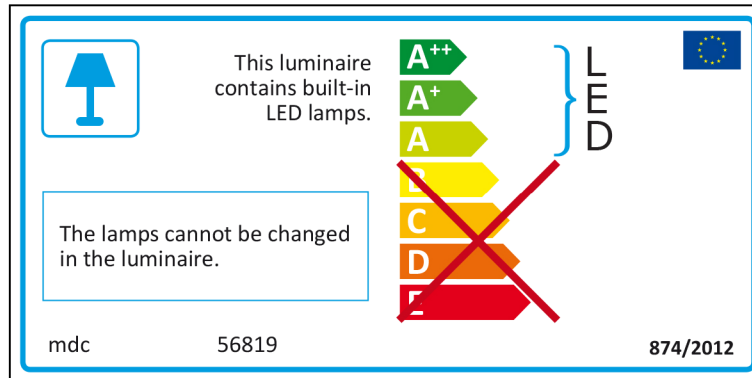 This luminaire
contains built-in
LED lamps.
A++
A+
A
B
C
D
E
L
E
D
The lamps cannot be changed
in the luminaire.
mdc 56819
874/2012